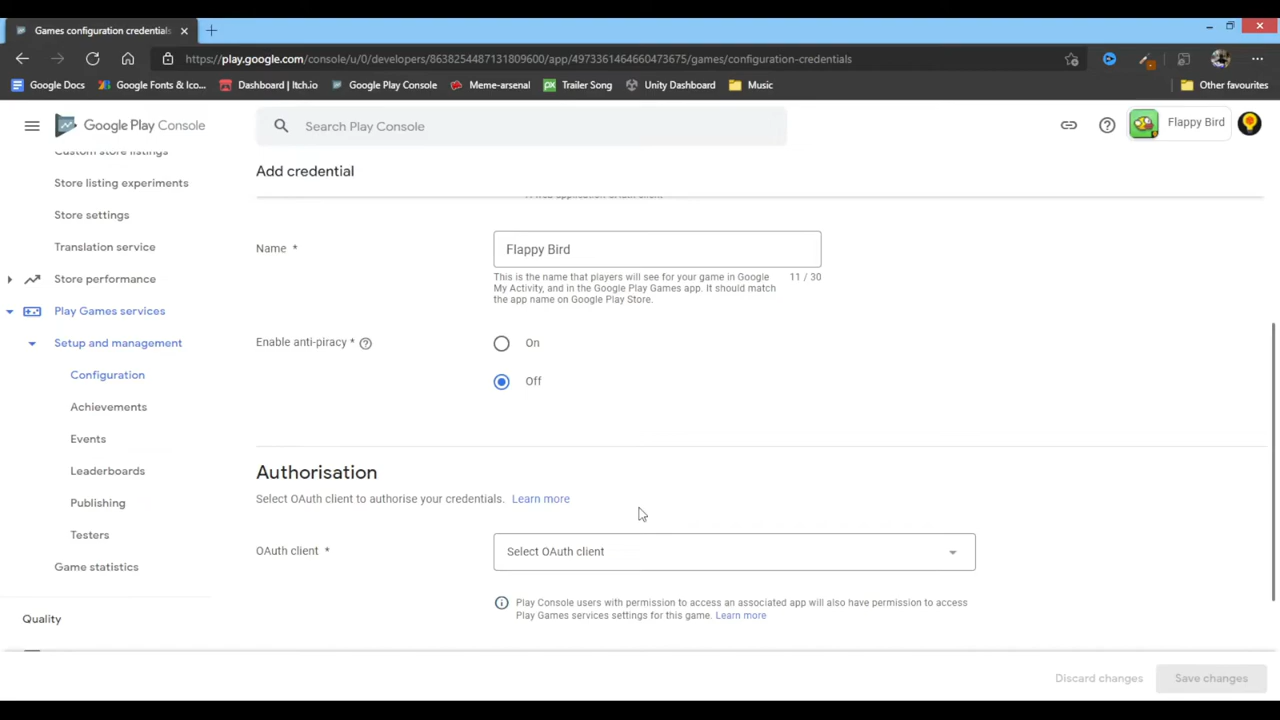 Games configuration credentials
https://play.google.com/console/u/0/developers/8638254487131809600/app/4973361464660473675/games/configuration-credentials
Google Docs
Google Fonts & Ico...
Dashboard | Itch.io
Google Play Console
Meme-arsenal
Trailer Song
Unity Dashboard
Music
Other favourites
Google Play Console
Search Play Console
Flappy Bird
Custom store listings
Store listing experiments
Store settings
Translation service
Store performance
Play Games services
Setup and management
Configuration
Achievements
Events
Leaderboards
Publishing
Testers
Game statistics
Quality
Add credential
Name *
Flappy Bird
This is the name that players will see for your game in Google
My Activity, and in the Google Play Games app. It should match
the app name on Google Play Store.
11 / 30
Enable anti-piracy *
On
Off
Authorisation
Select OAuth client to authorise your credentials. Learn more
OAuth client *
Select OAuth client
Play Console users with permission to access an associated app will also have permission to access
Play Games services settings for this game. Learn more
Discard changes
Save changes